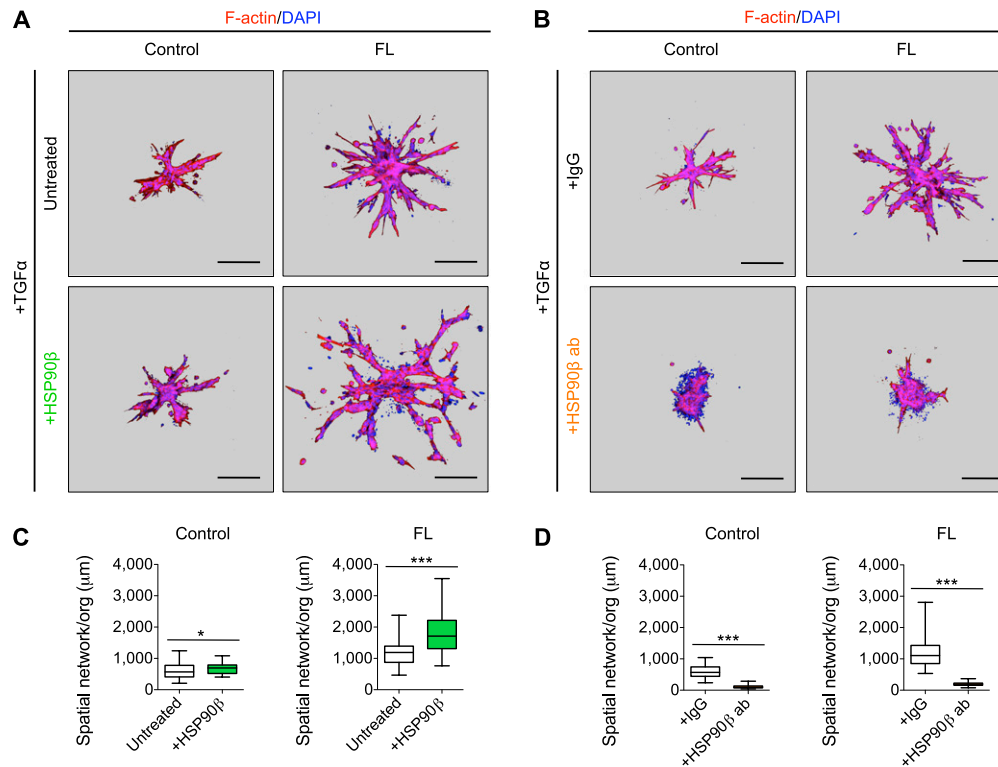 A
F-actin/DAPI
Control
FL
+TGFα
Untreated
+HSP90β
B
F-actin/DAPI
Control
FL
+TGFα
+IgG
+HSP90β ab
C
Control
Spatial network/org (μm)
4,000
3,000
2,000
1,000
0
*
Untreated
+HSP90β
FL
Spatial network/org (μm)
4,000
3,000
2,000
1,000
0
***
Untreated
+HSP90β
D
Control
Spatial network/org (μm)
4,000
3,000
2,000
1,000
0
***
+IgG
+HSP90β ab
FL
Spatial network/org (μm)
4,000
3,000
2,000
1,000
0
***
+IgG
+HSP90β ab